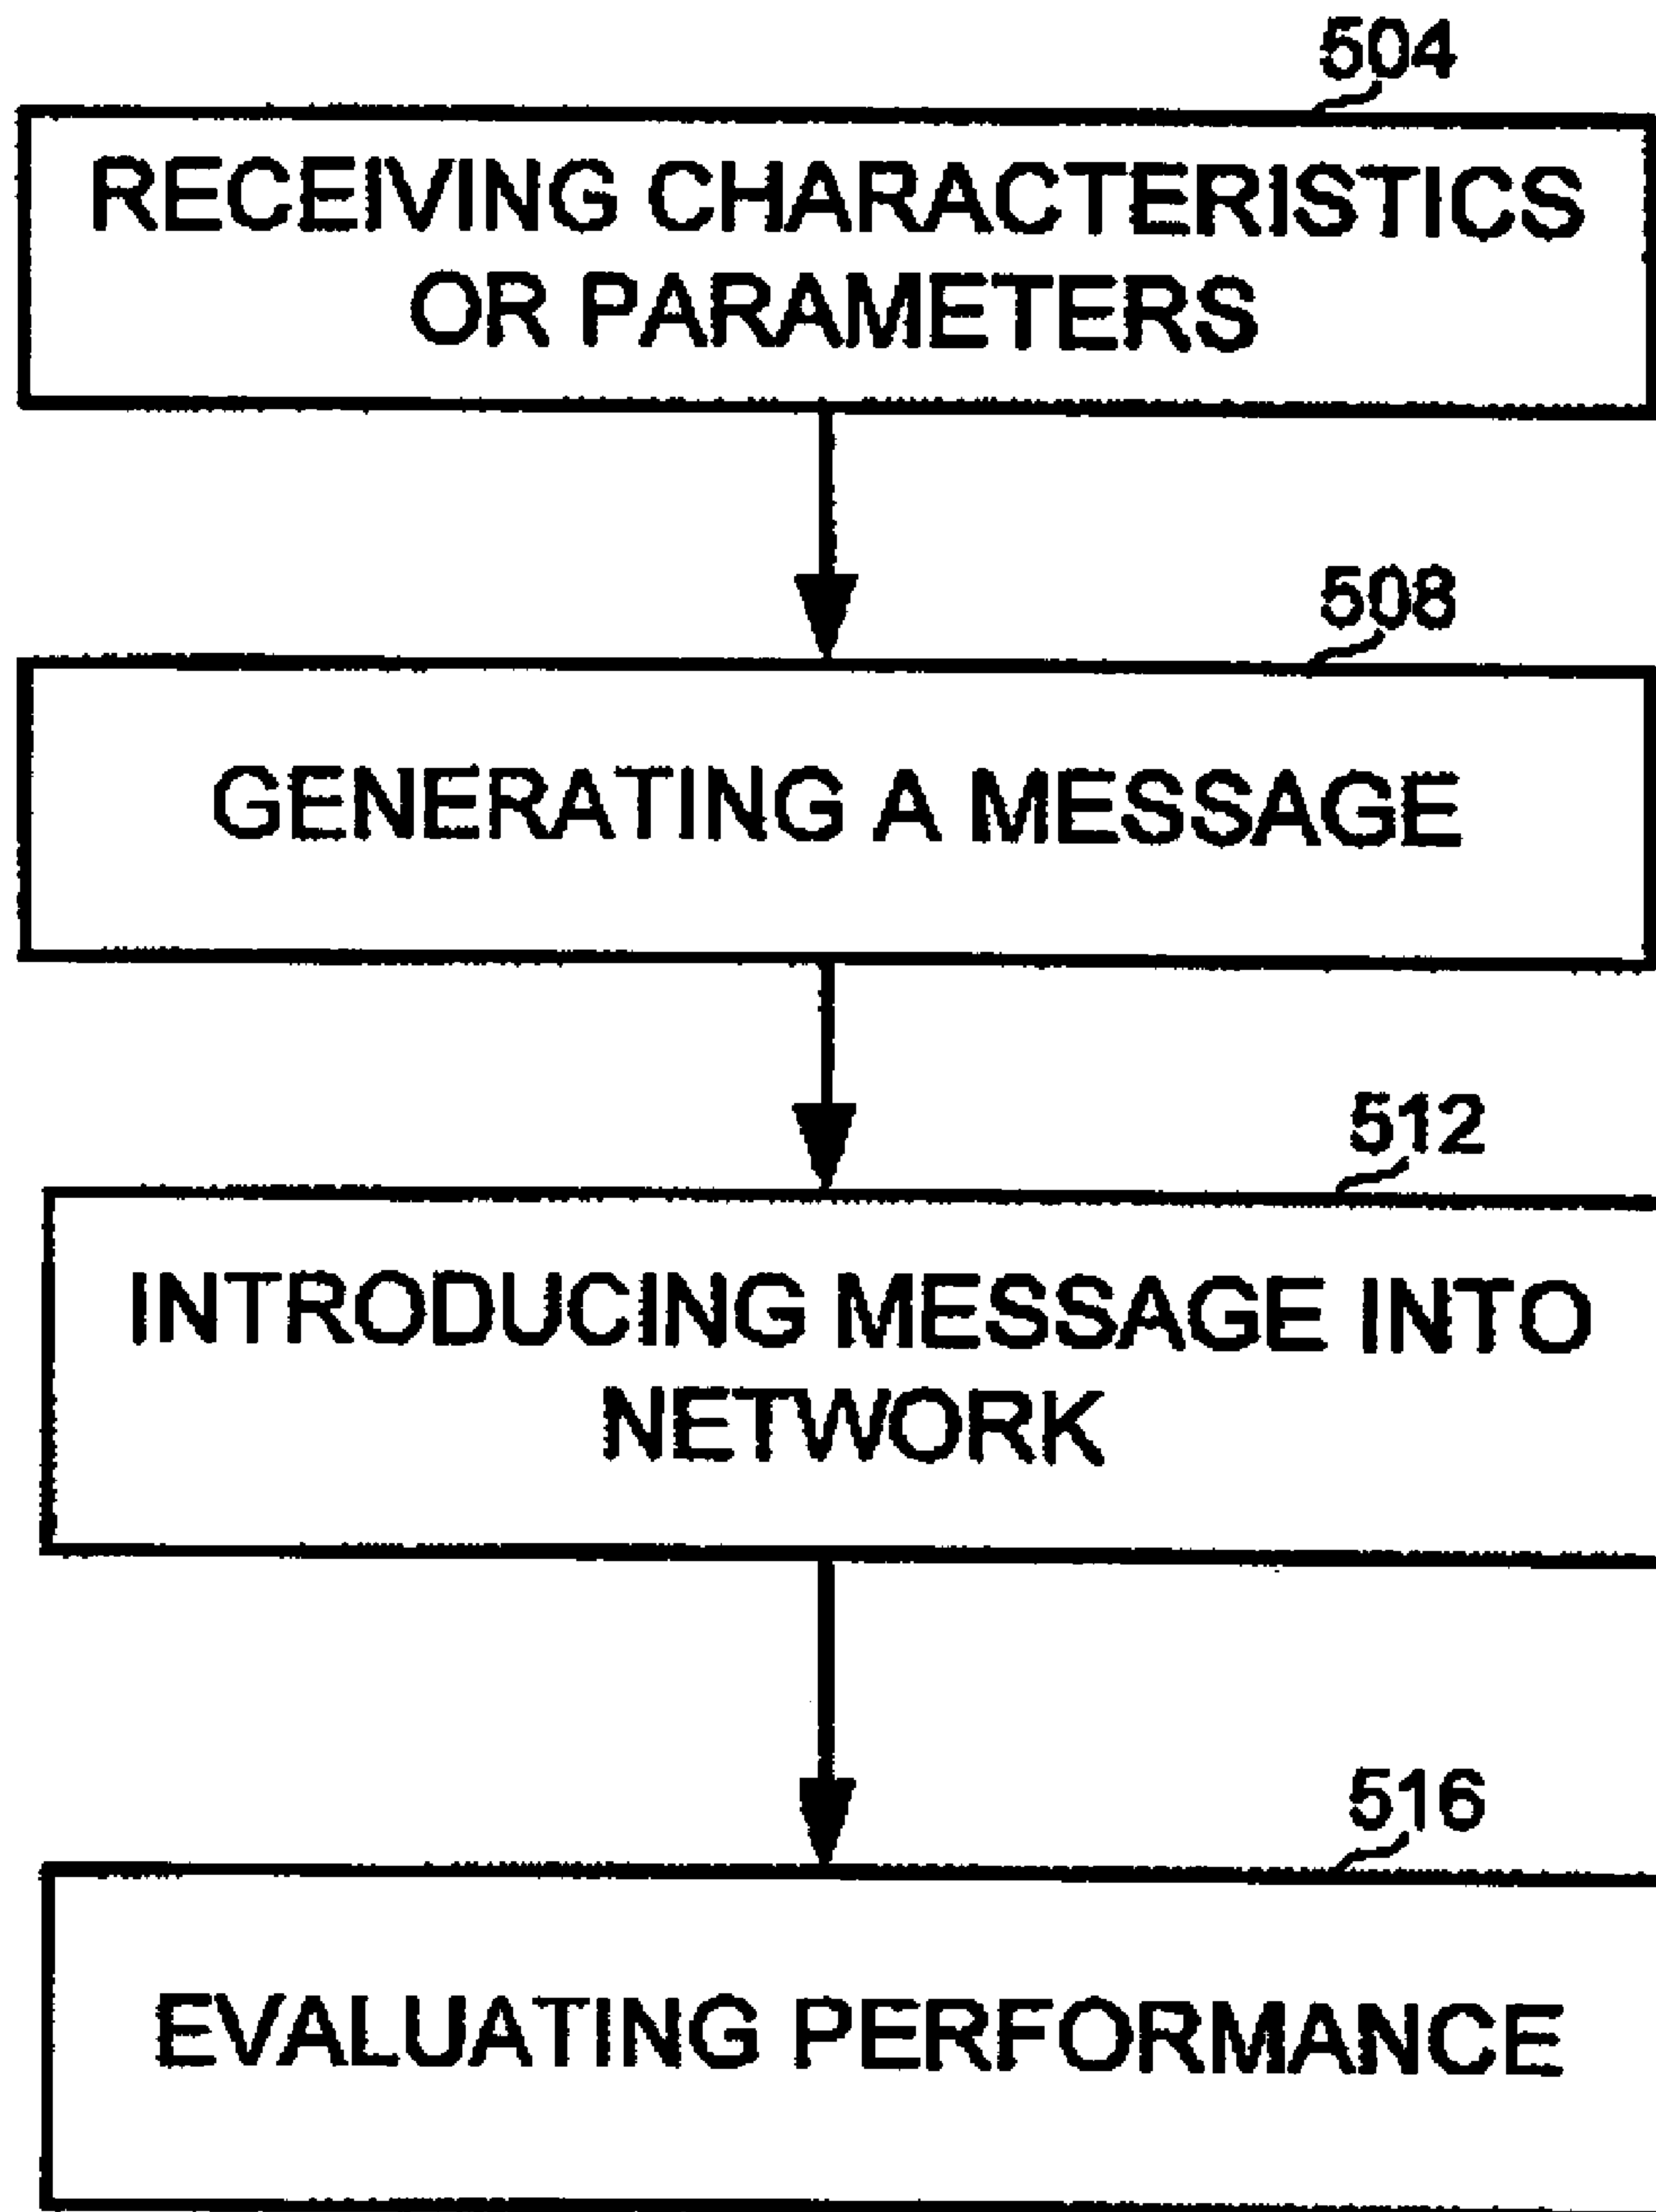 504
RECEIVING CHARACTERISTICS
OR PARAMETERS
508
GENERATING A MESSAGE
512
INTRODUCING MESSAGE INTO
NETWORK
516
EVALUATING PERFORMANCE